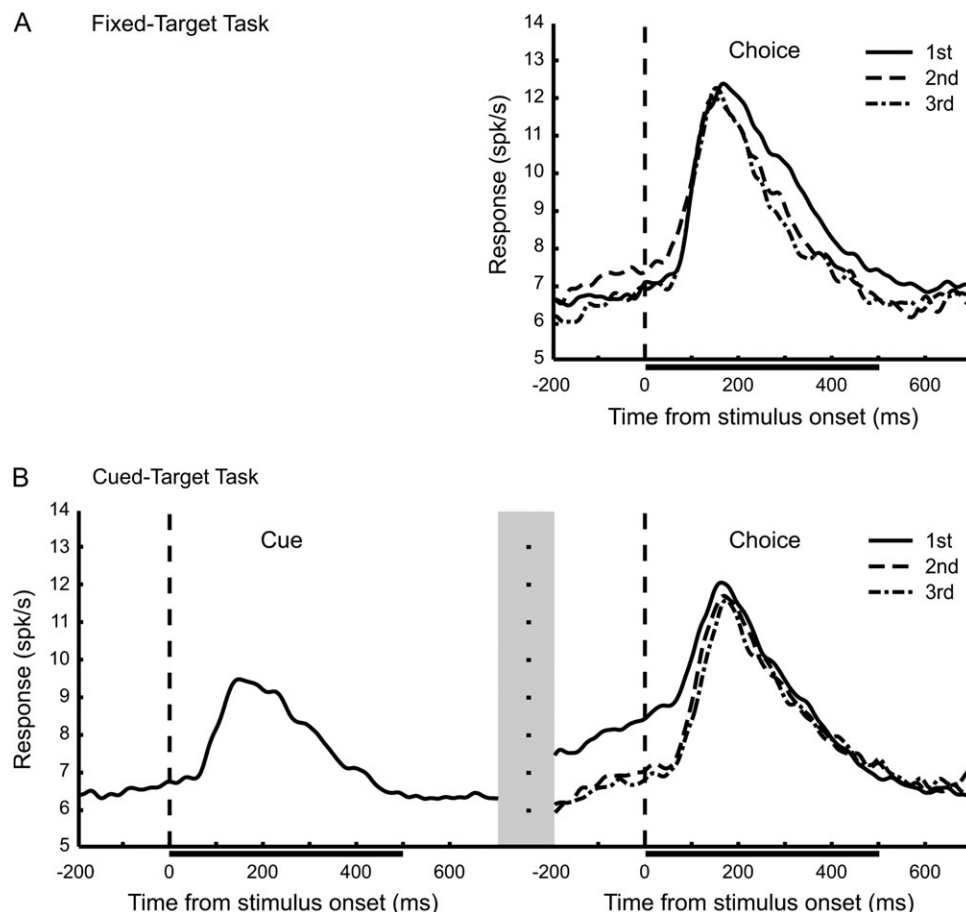 A Fixed-Target Task
Choice
1st
2nd
3rd
Response (spk/s)
14
13
12
11
10
9
8
7
6
5
-200 0 200 400 600
Time from stimulus onset (ms)
B Cued-Target Task
Cue
Choice
1st
2nd
3rd
Response (spk/s)
14
13
12
11
10
9
8
7
6
5
-200 0 200 400 600 -200 0 200 400 600
Time from stimulus onset (ms) Time from stimulus onset (ms)